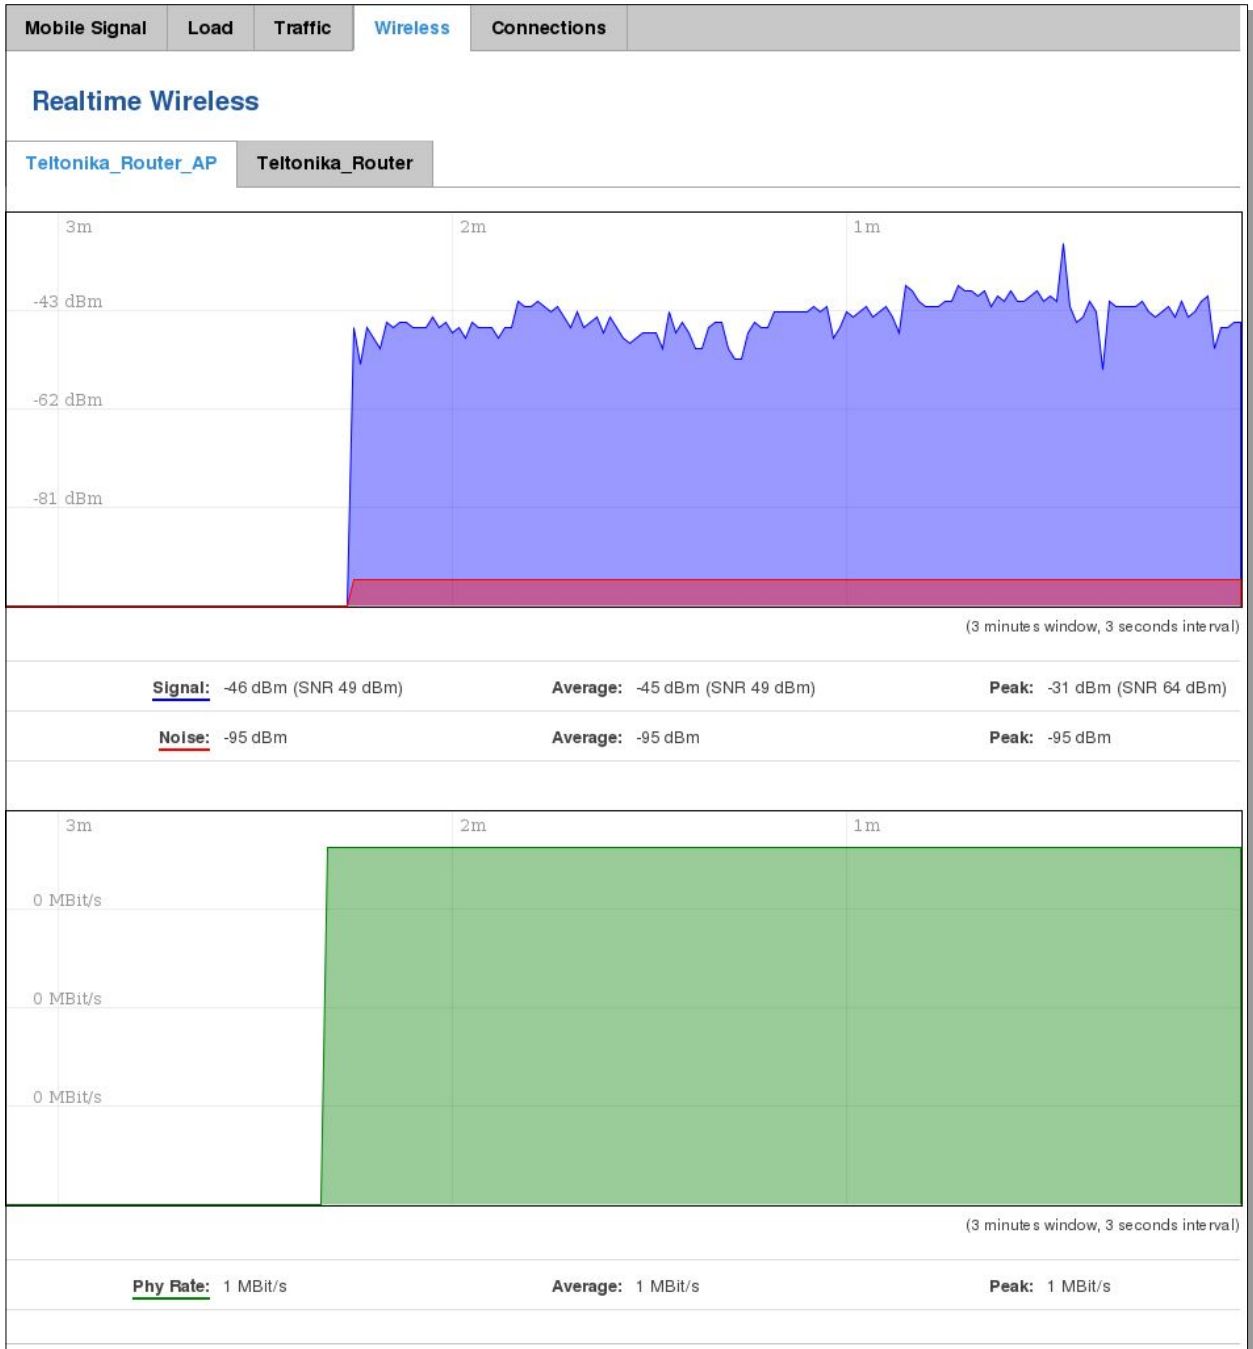 Mobile Signal Load Traffic Wireless Connections
Realtime Wireless
Teltonika_Router_AP Teltonika_Router
3m 2m 1m
-43 dBm
-62 dBm
-81 dBm
(3 minutes window, 3 seconds interval)
Signal: -46 dBm (SNR 49 dBm) Average: -45 dBm (SNR 49 dBm) Peak: -31 dBm (SNR 64 dBm)
Noise: -95 dBm Average: -95 dBm Peak: -95 dBm
3m 2m 1m
0 MBit/s
0 MBit/s
0 MBit/s
(3 minutes window, 3 seconds interval)
Phy Rate: 1 MBit/s Average: 1 MBit/s Peak: 1 MBit/s